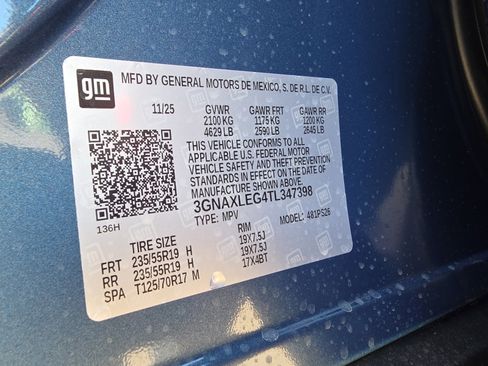 gm
MFD BY GENERAL MOTORS DE MEXICO, S. DE R.L. DE C.V.
11/25 GVWR GAWR FRT GAWR RR
2100 KG 1175 KG 1200 KG
4629 LB 2590 LB 2645 LB
THIS VEHICLE CONFORMS TO ALL
APPLICABLE U.S. FEDERAL MOTOR
VEHICLE SAFETY AND THEFT PREVENTION
STANDARDS IN EFFECT ON THE DATE OF
MANUFACTURE SHOWN ABOVE.
3GNAXLEG4TL347398
TYPE: MPV MODEL: 481PS26
136H
TIRE SIZE RIM
FRT 235/55R19 H 19X7.5J
RR 235/55R19 H 19X7.5J
SPA T125/70R17 M 17X4BT